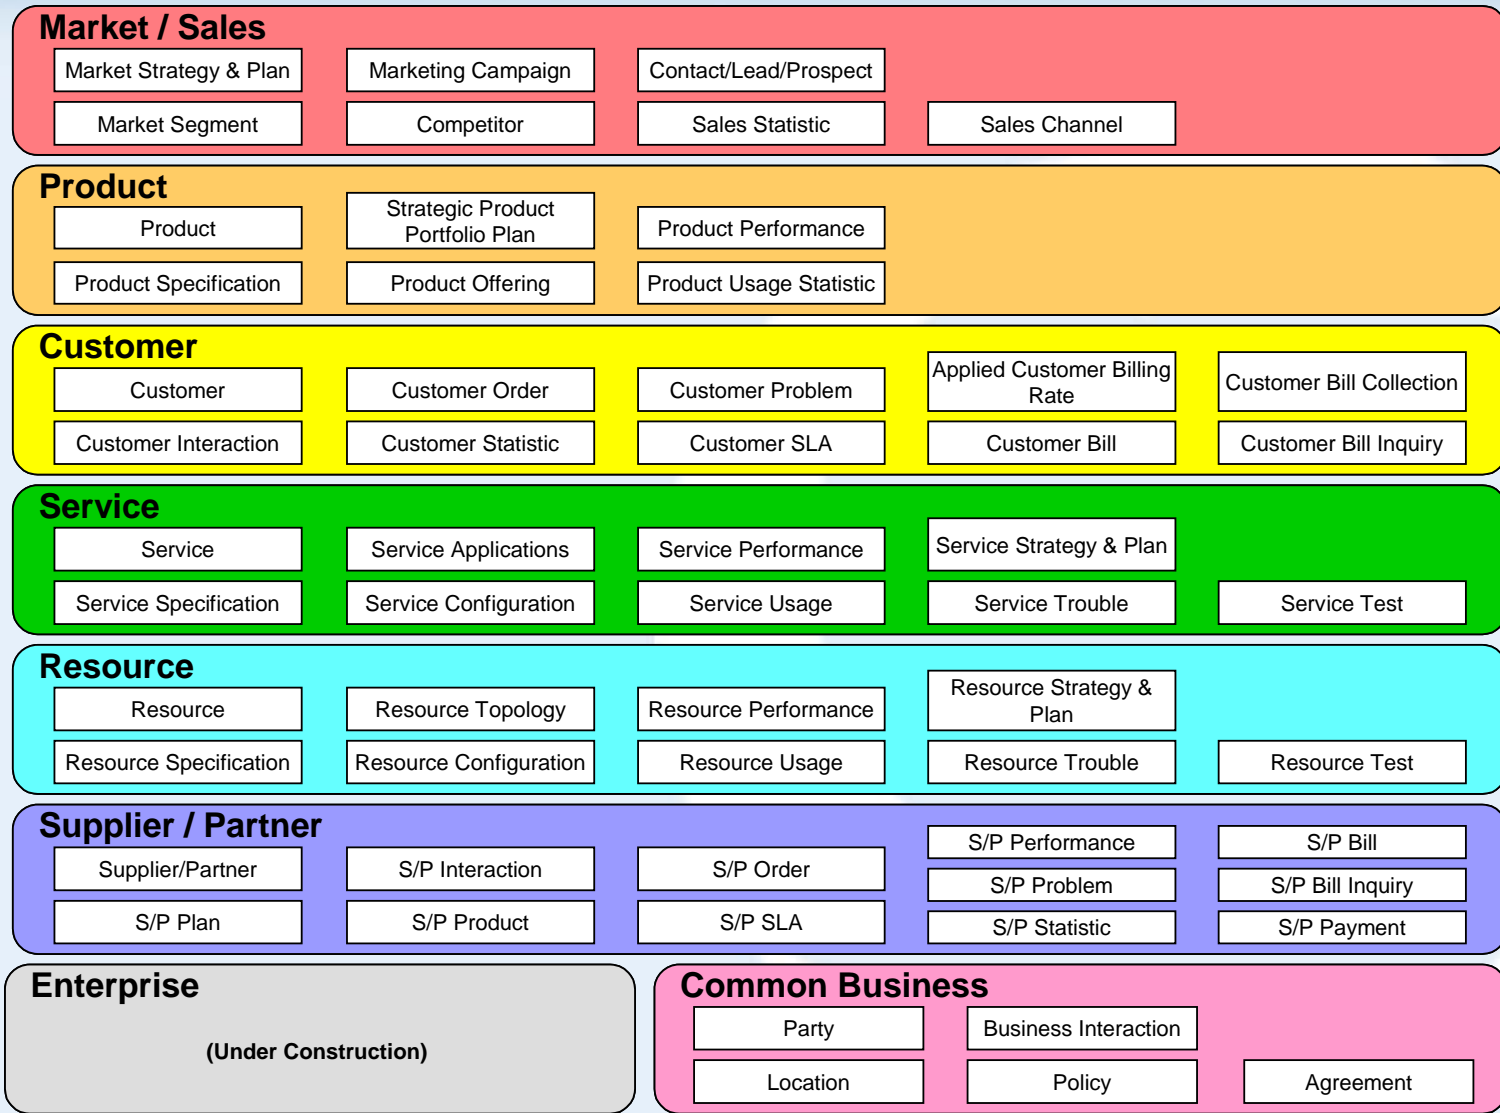 Market / Sales
Market Strategy & Plan
Marketing Campaign
Contact/Lead/Prospect
Market Segment
Competitor
Sales Statistic
Sales Channel
Product
Product
Strategic Product
Portfolio Plan
Product Performance
Product Specification
Product Offering
Product Usage Statistic
Customer
Customer
Customer Order
Customer Problem
Applied Customer Billing
Rate
Customer Bill Collection
Customer Interaction
Customer Statistic
Customer SLA
Customer Bill
Customer Bill Inquiry
Service
Service
Service Applications
Service Performance
Service Strategy & Plan
Service Specification
Service Configuration
Service Usage
Service Trouble
Service Test
Resource
Resource
Resource Topology
Resource Performance
Resource Strategy &
Plan
Resource Specification
Resource Configuration
Resource Usage
Resource Trouble
Resource Test
Supplier / Partner
Supplier/Partner
S/P Interaction
S/P Order
S/P Performance
S/P Bill
S/P Problem
S/P Bill Inquiry
S/P Plan
S/P Product
S/P SLA
S/P Statistic
S/P Payment
Enterprise
(Under Construction)
Common Business
Party
Business Interaction
Location
Policy
Agreement